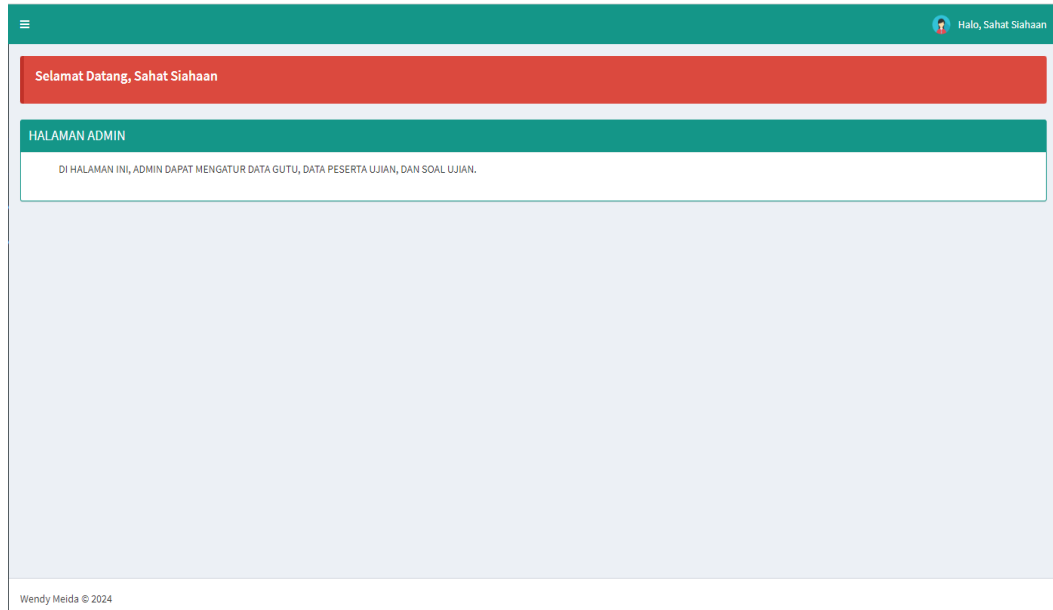 Halo, Sahat Siahaan
Selamat Datang, Sahat Siahaan
HALAMAN ADMIN
DI HALAMAN INI, ADMIN DAPAT MENGATUR DATA GUTU, DATA PESERTA UJIAN, DAN SOAL UJIAN.
Wendy Meida © 2024